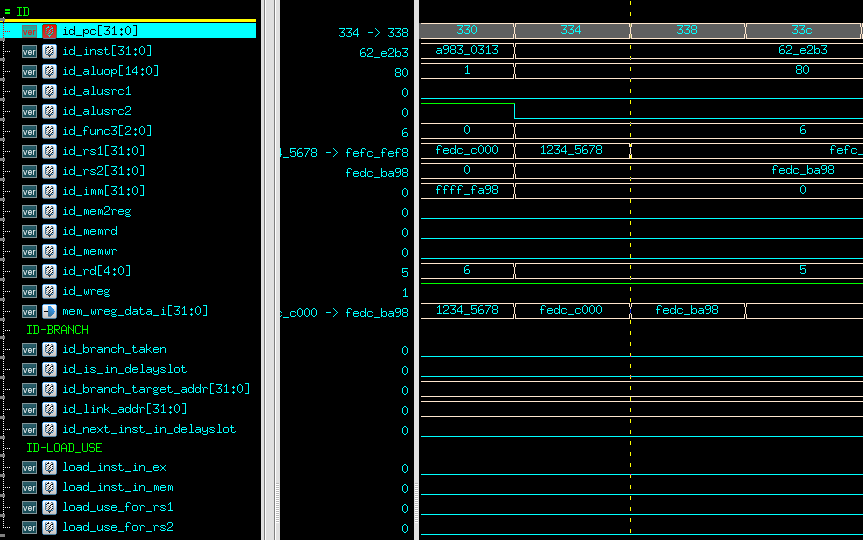 = ID
ver id_pc[31:0] 334 -> 338 330 334 338 33c
ver id_inst[31:0] 62_e2b3 a983_0313 62_e2b3
ver id_aluop[14:0] 80 1 80
ver id_alusrc1 0
ver id_alusrc2 0
ver id_func3[2:0] 6 0 6
ver id_rs1[31:0] _5678 -> fefc_fef8 fedc_c000 1234_5678 fefc_
ver id_rs2[31:0] fedc_ba98 0 fedc_ba98
ver id_imm[31:0] 0 ffff_fa98 0
ver id_mem2reg 0
ver id_memrd 0
ver id_memwr 0
ver id_rd[4:0] 5 6 5
ver id_wreg 1
ver mem_wreg_data_i[31:0] c_c000 -> fedc_ba98 1234_5678 fedc_c000 fedc_ba98
ID-BRANCH
ver id_branch_taken 0
ver id_is_in_delayslot 0
ver id_branch_target_addr[31:0] 0
ver id_link_addr[31:0] 0
ver id_next_inst_in_delayslot 0
ID-LOAD_USE
ver load_inst_in_ex 0
ver load_inst_in_mem 0
ver load_use_for_rs1 0
ver load_use_for_rs2 0